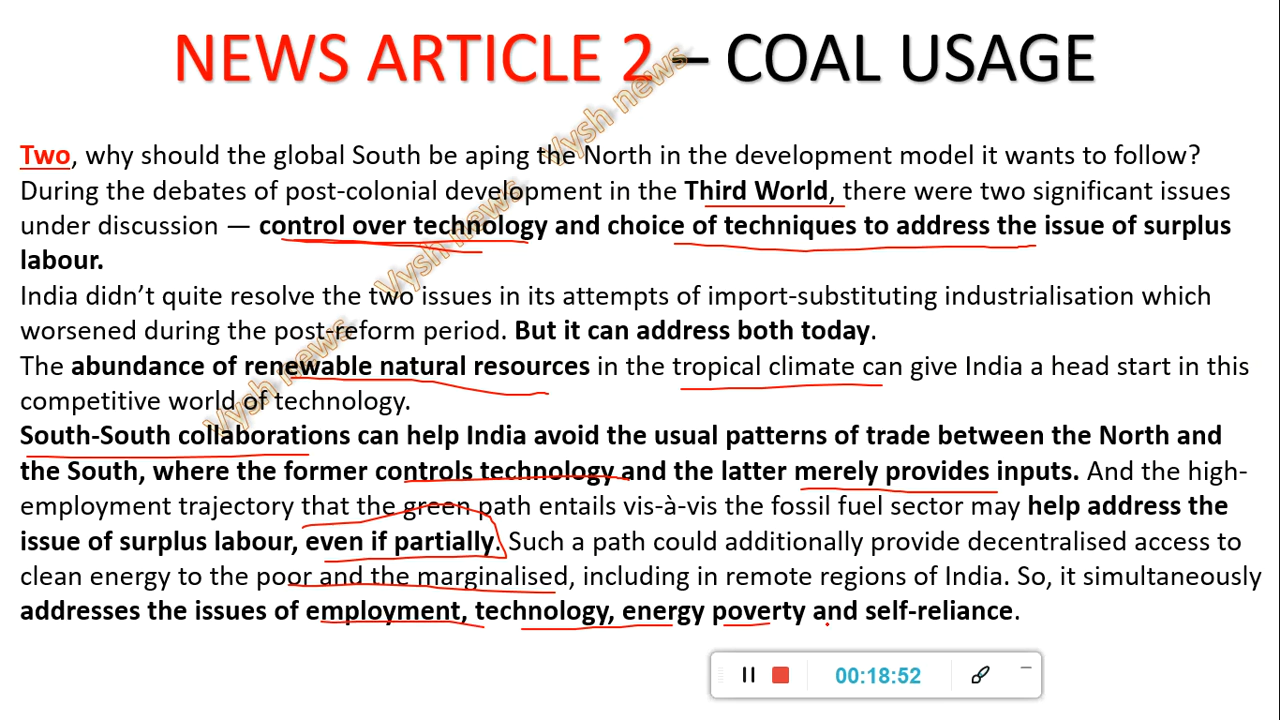 NEWS ARTICLE 2 – COAL USAGE
Two, why should the global South be aping the North in the development model it wants to follow?
During the debates of post-colonial development in the Third World, there were two significant issues
under discussion — control over technology and choice of techniques to address the issue of surplus
labour.
India didn’t quite resolve the two issues in its attempts of import-substituting industrialisation which
worsened during the post-reform period. But it can address both today.
The abundance of renewable natural resources in the tropical climate can give India a head start in this
competitive world of technology.
South-South collaborations can help India avoid the usual patterns of trade between the North and
the South, where the former controls technology and the latter merely provides inputs. And the high-
employment trajectory that the green path entails vis-à-vis the fossil fuel sector may help address the
issue of surplus labour, even if partially. Such a path could additionally provide decentralised access to
clean energy to the poor and the marginalised, including in remote regions of India. So, it simultaneously
addresses the issues of employment, technology, energy poverty and self-reliance.
Vysh news
Vysh news
Vysh news
00:18:52